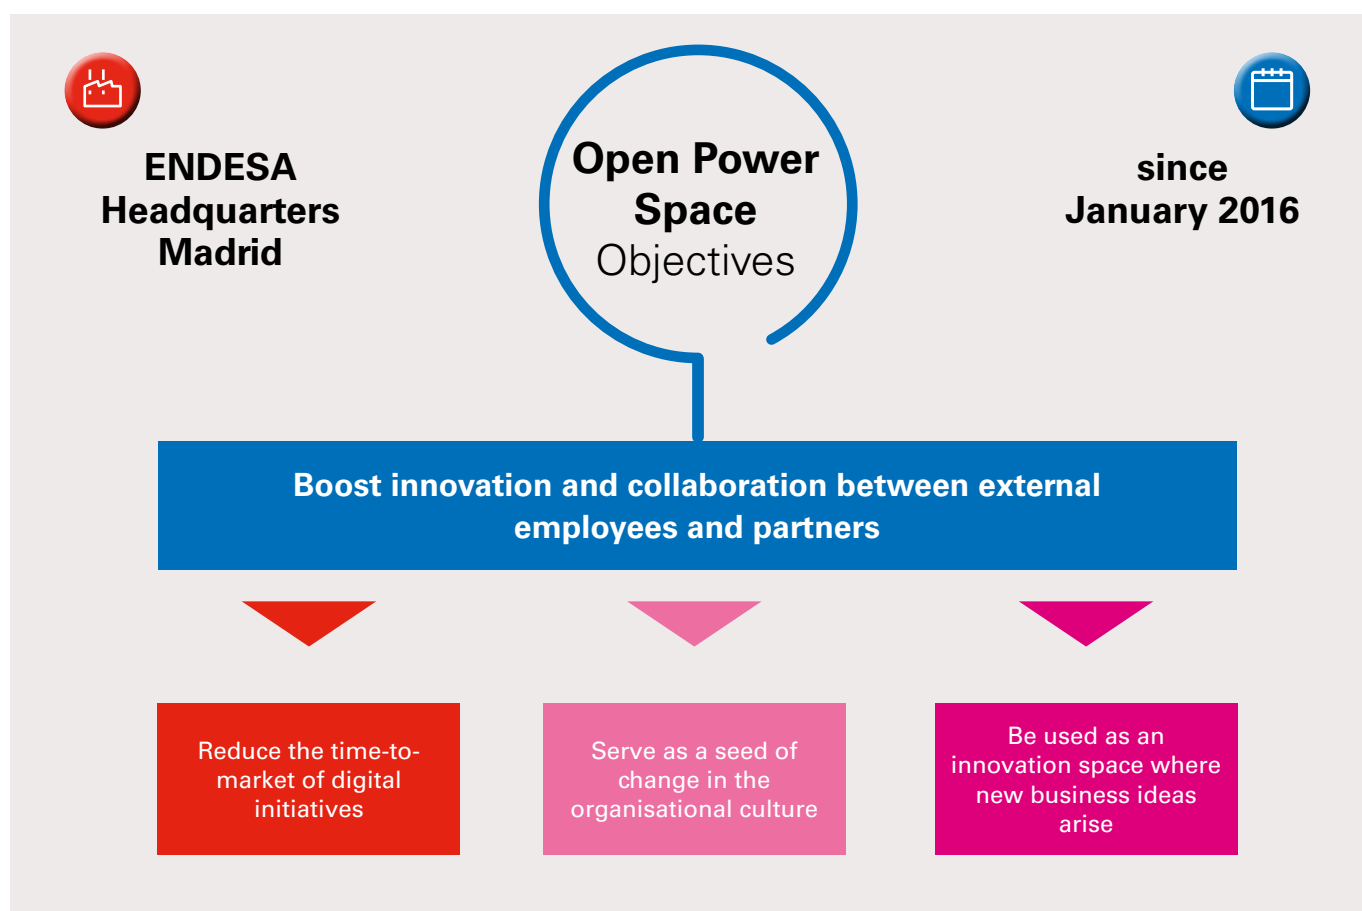 ENDESA
Headquarters
Madrid
Open Power
Space
Objectives
since
January 2016
Boost innovation and collaboration between external
employees and partners
Reduce the time-to-
market of digital
initiatives
Serve as a seed of
change in the
organisational culture
Be used as an
innovation space where
new business ideas
arise